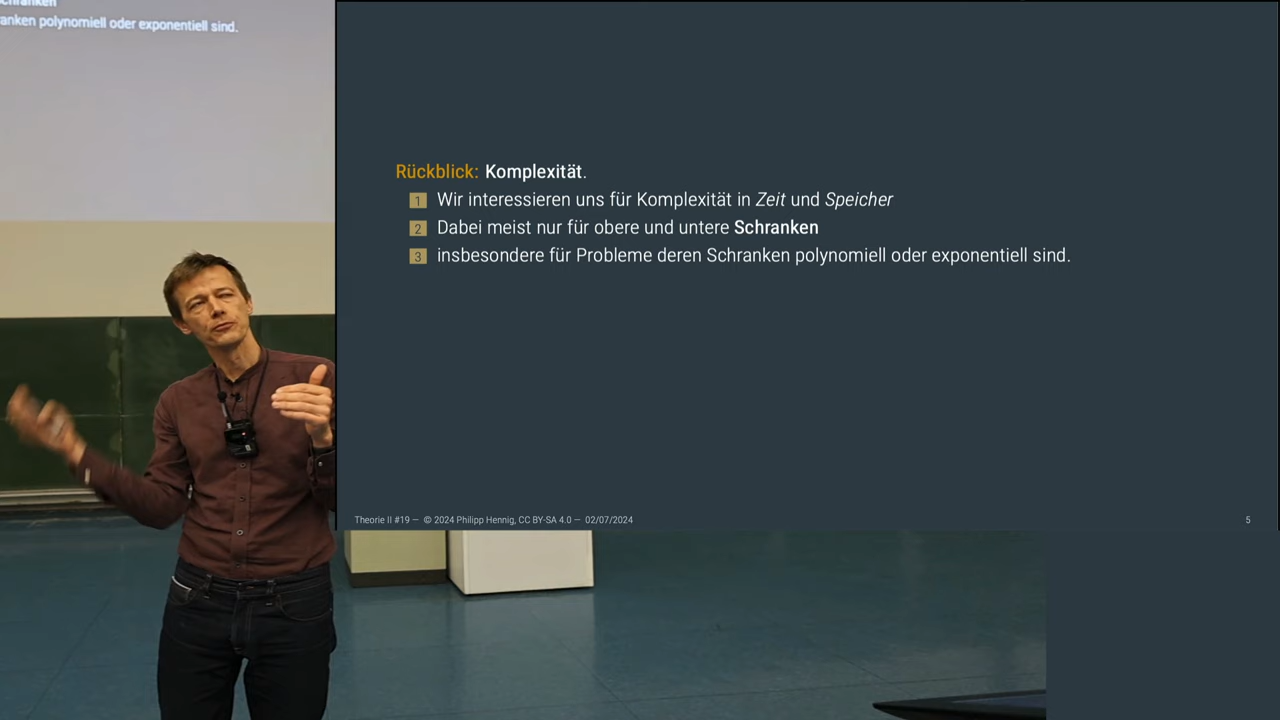 anken polynomiell oder exponentiell sind.
Rückblick: Komplexität.
1 Wir interessieren uns für Komplexität in Zeit und Speicher
2 Dabei meist nur für obere und untere Schranken
3 insbesondere für Probleme deren Schranken polynomiell oder exponentiell sind.
Theorie II #19 — © 2024 Philipp Hennig, CC BY-SA 4.0 — 02/07/2024
5